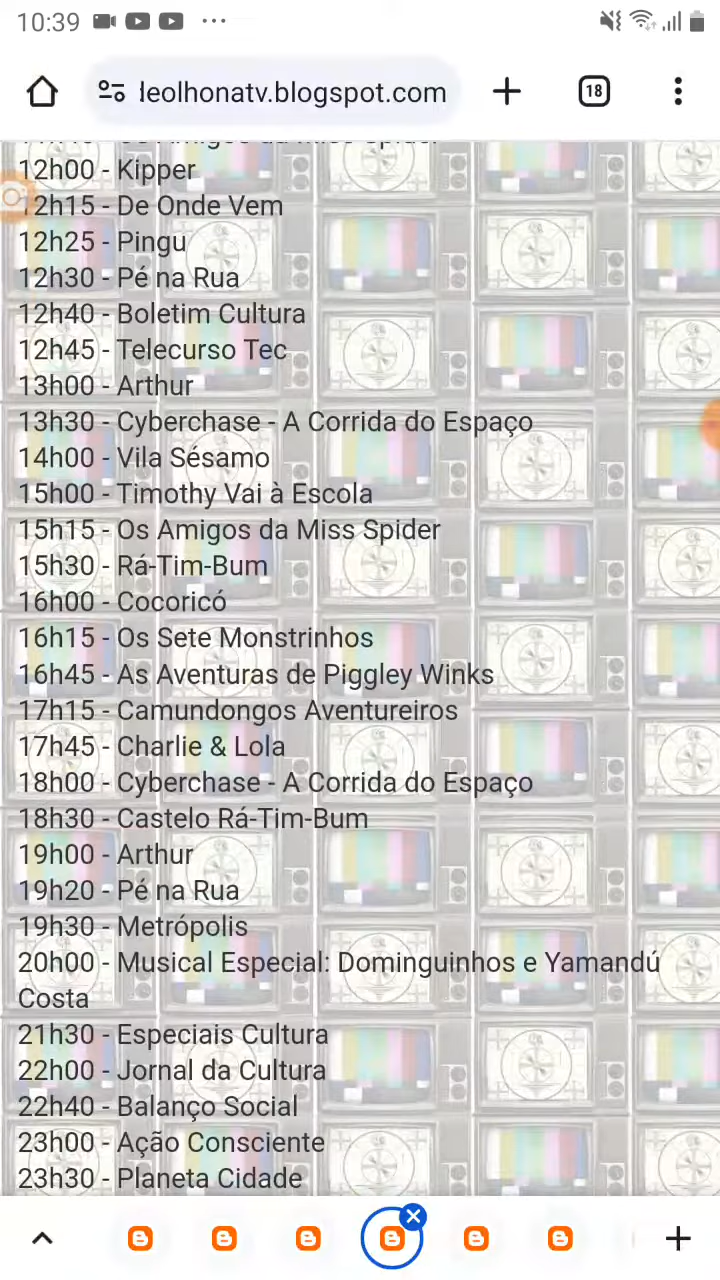 10:39
leolhonatv.blogspot.com
18
12h00 - Kipper
12h15 - De Onde Vem
12h25 - Pingu
12h30 - Pé na Rua
12h40 - Boletim Cultura
12h45 - Telecurso Tec
13h00 - Arthur
13h30 - Cyberchase - A Corrida do Espaço
14h00 - Vila Sésamo
15h00 - Timothy Vai à Escola
15h15 - Os Amigos da Miss Spider
15h30 - Rá-Tim-Bum
16h00 - Cocoricó
16h15 - Os Sete Monstrinhos
16h45 - As Aventuras de Piggley Winks
17h15 - Camundongos Aventureiros
17h45 - Charlie & Lola
18h00 - Cyberchase - A Corrida do Espaço
18h30 - Castelo Rá-Tim-Bum
19h00 - Arthur
19h20 - Pé na Rua
19h30 - Metrópolis
20h00 - Musical Especial: Dominguinhos e Yamandú
Costa
21h30 - Especiais Cultura
22h00 - Jornal da Cultura
22h40 - Balanço Social
23h00 - Ação Consciente
23h30 - Planeta Cidade